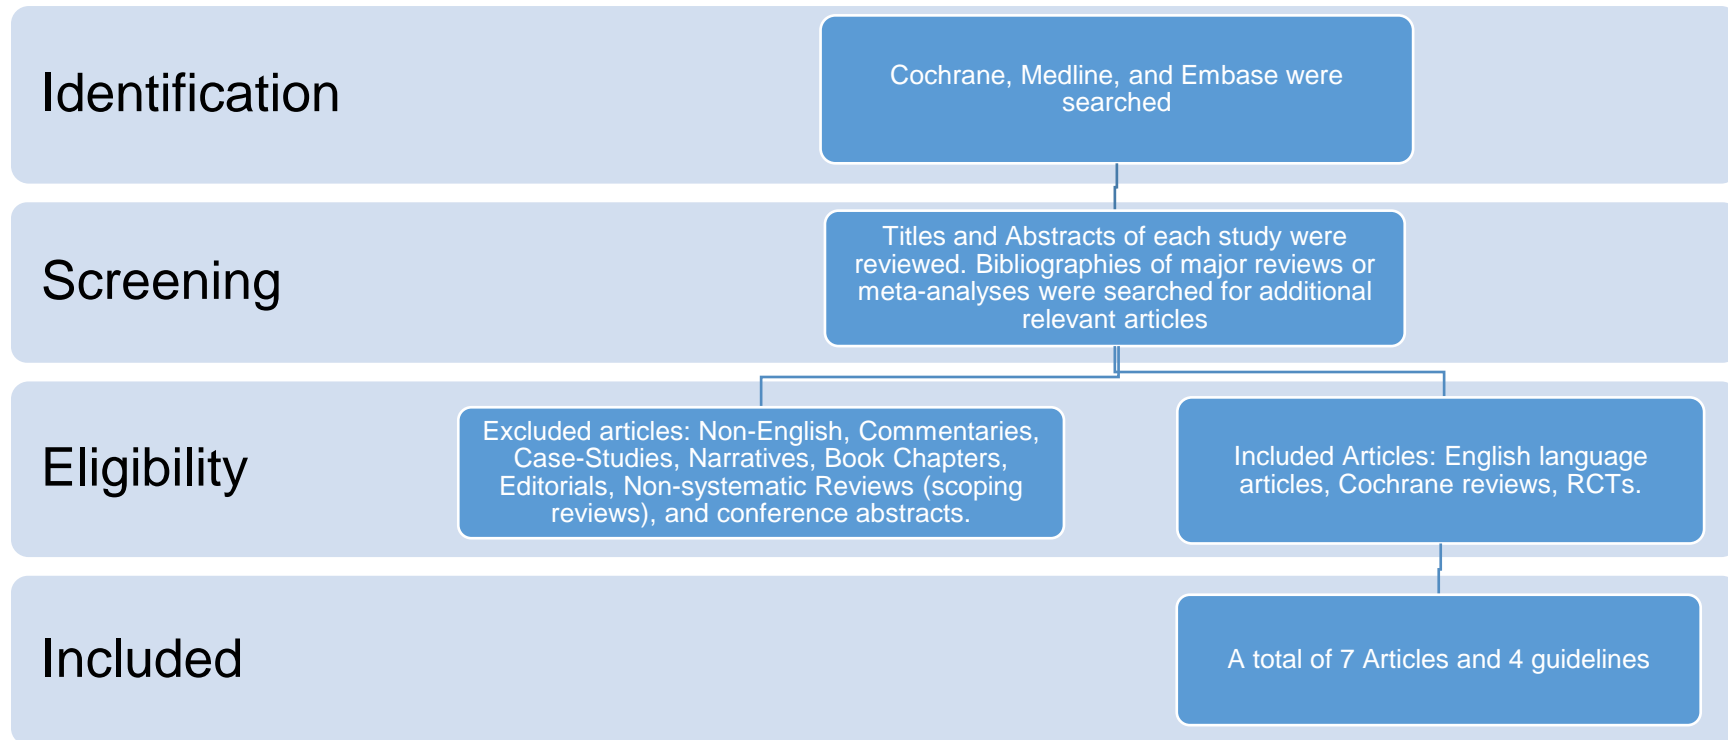 Identification
Cochrane, Medline, and Embase were
searched
Screening
Titles and Abstracts of each study were
reviewed. Bibliographies of major reviews or
meta-analyses were searched for additional
relevant articles
Eligibility
Excluded articles: Non-English, Commentaries,
Case-Studies, Narratives, Book Chapters,
Editorials, Non-systematic Reviews (scoping
reviews), and conference abstracts.
Included Articles: English language
articles, Cochrane reviews, RCTs.
Included
A total of 7 Articles and 4 guidelines